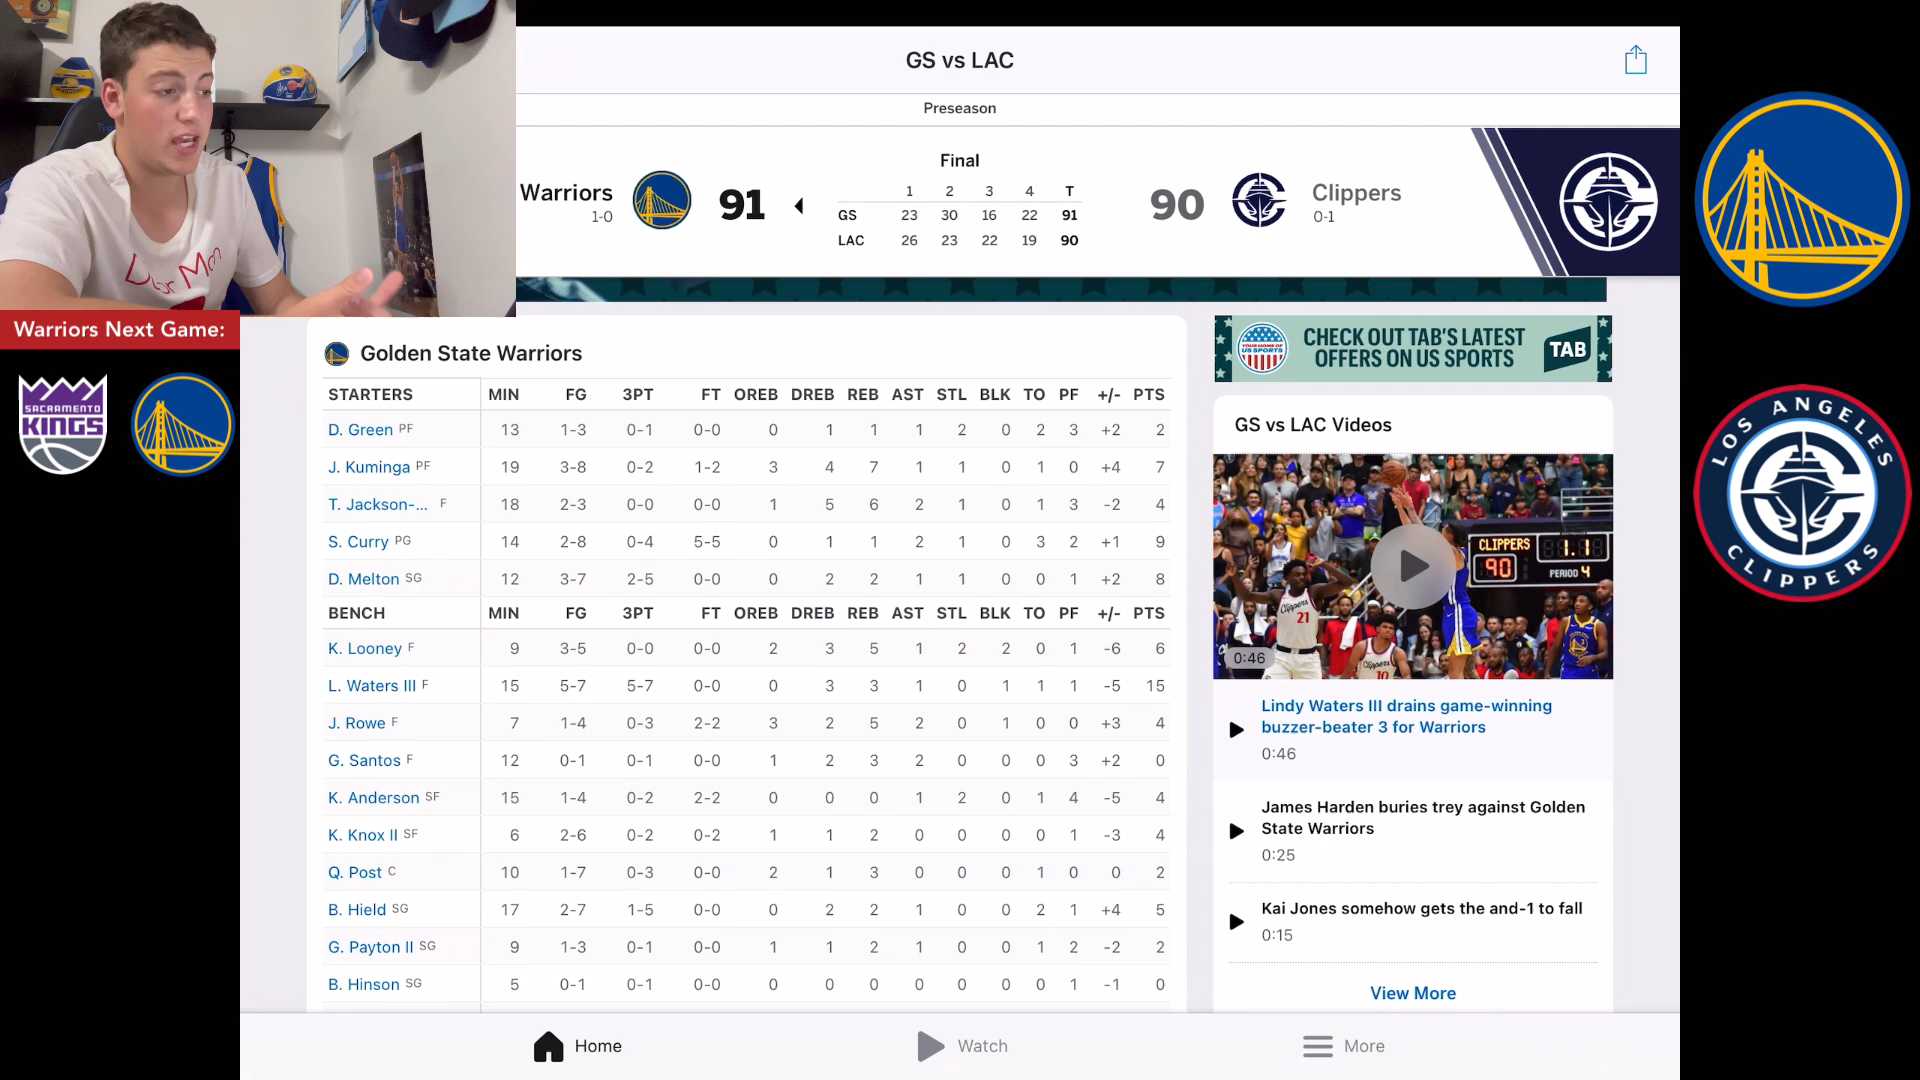 GS vs LAC
Preseason
Final
Warriors
1-0
91
1 2 3 4 T
GS 23 30 16 22 91
LAC 26 23 22 19 90
90
Clippers
0-1
Warriors Next Game:
SACRAMENTO
KINGS
Golden State Warriors
STARTERS MIN FG 3PT FT OREB DREB REB AST STL BLK TO PF +/- PTS
D. Green PF 13 1-3 0-1 0-0 0 1 1 1 2 0 2 3 +2 2
J. Kuminga PF 19 3-8 0-2 1-2 3 4 7 1 1 0 1 0 +4 7
T. Jackson-... F 18 2-3 0-0 0-0 1 5 6 2 1 0 1 3 -2 4
S. Curry PG 14 2-8 0-4 5-5 0 1 1 2 1 0 3 2 +1 9
D. Melton SG 12 3-7 2-5 0-0 0 2 2 1 1 0 0 1 +2 8
BENCH MIN FG 3PT FT OREB DREB REB AST STL BLK TO PF +/- PTS
K. Looney F 9 3-5 0-0 0-0 2 3 5 1 2 2 0 1 -6 6
L. Waters III F 15 5-7 5-7 0-0 0 3 3 1 0 1 1 1 -5 15
J. Rowe F 7 1-4 0-3 2-2 3 2 5 2 0 1 0 0 +3 4
G. Santos F 12 0-1 0-1 0-0 1 2 3 2 0 0 0 3 +2 0
K. Anderson SF 15 1-4 0-2 2-2 0 0 0 1 2 0 1 4 -5 4
K. Knox II SF 6 2-6 0-2 0-2 1 1 2 0 0 0 0 1 -3 4
Q. Post C 10 1-7 0-3 0-0 2 1 3 0 0 0 1 0 0 2
B. Hield SG 17 2-7 1-5 0-0 0 2 2 1 0 0 2 1 +4 5
G. Payton II SG 9 1-3 0-1 0-0 1 1 2 1 0 0 1 2 -2 2
B. Hinson SG 5 0-1 0-1 0-0 0 0 0 0 0 0 0 1 -1 0
YOUR HOME OF
US SPORTS
CHECK OUT TAB'S LATEST
OFFERS ON US SPORTS
TAB
GS vs LAC Videos
CLIPPERS 1.1
90 PERIOD 4
Clippers
21
Clippers
10
0:46
Lindy Waters III drains game-winning
buzzer-beater 3 for Warriors
0:46
James Harden buries trey against Golden
State Warriors
0:25
Kai Jones somehow gets the and-1 to fall
0:15
View More
Home
Watch
More
LOS ANGELES
CLIPPERS